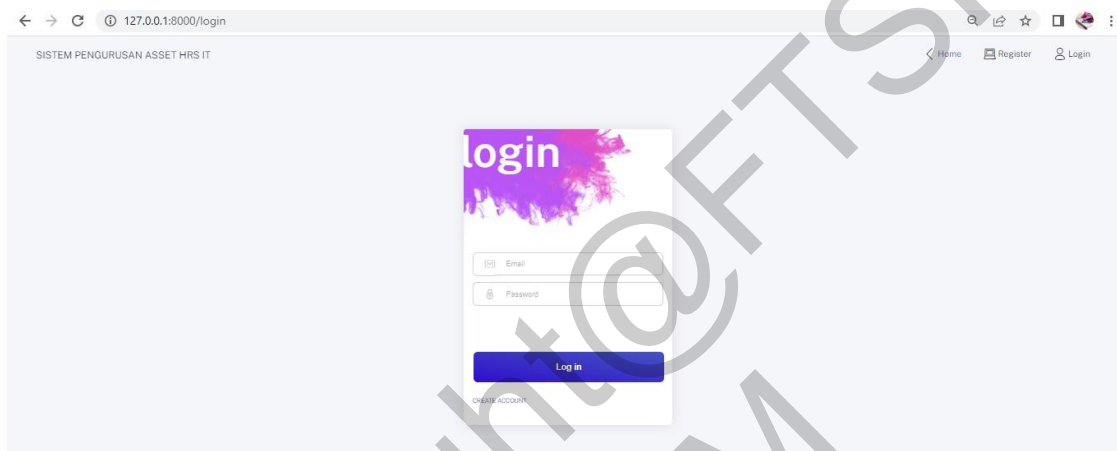 127.0.0.1:8000/login
SISTEM PENGURUSAN ASSET HRS IT
Home Register Login
login
Email
Password
Log in
CREATE ACCOUNT